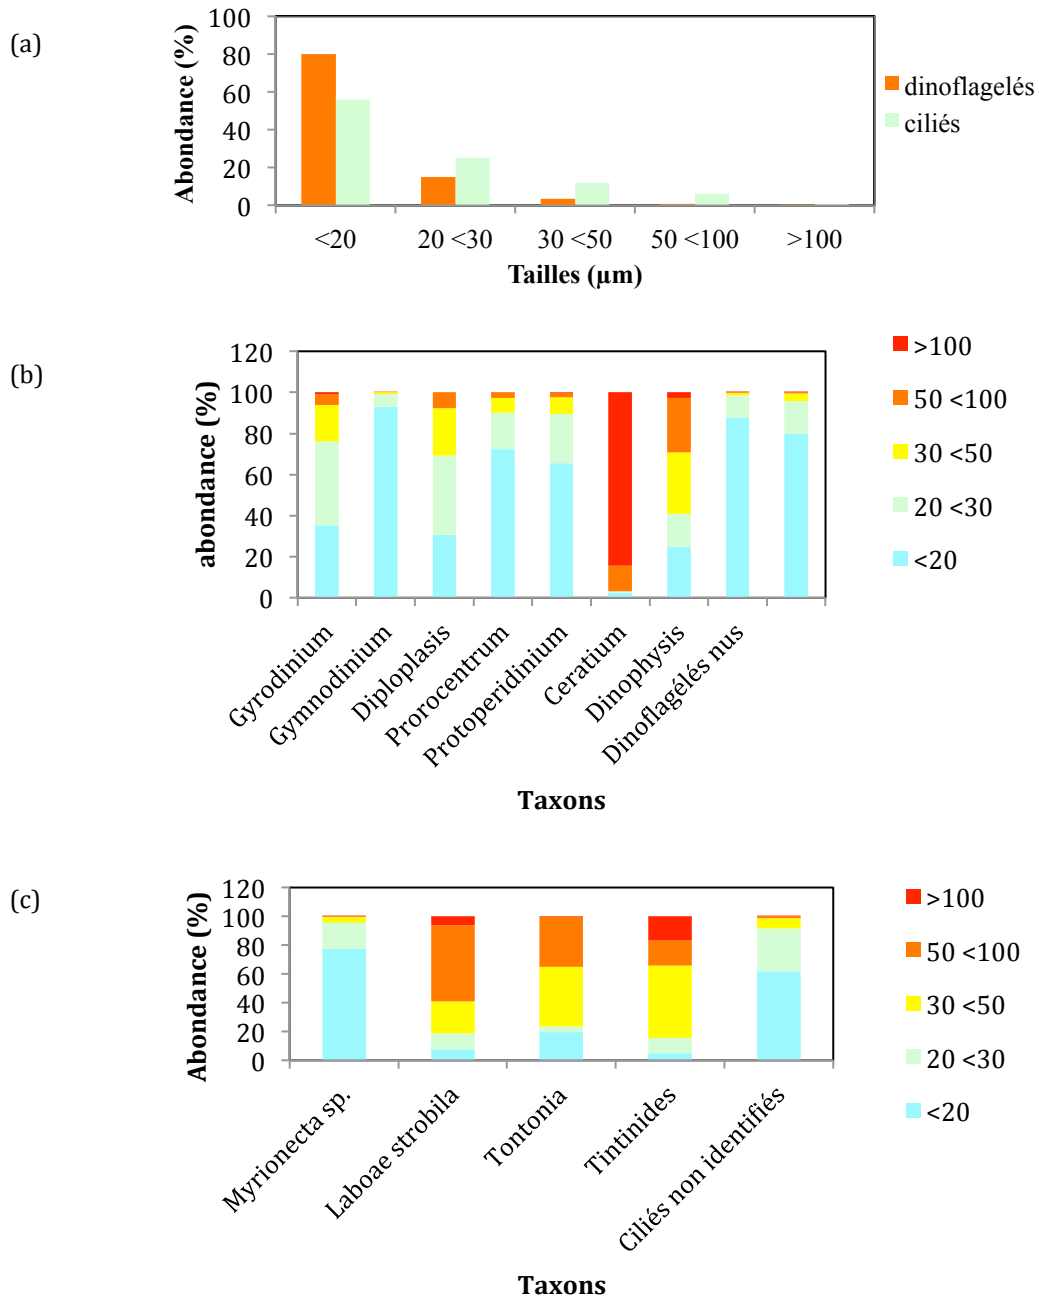 (a)
Abondance (%)
100
80
60
40
20
0
<20
20 <30
30 <50
50 <100
>100
Tailles (µm)
dinoflagelés
ciliés
(b)
abondance (%)
120
100
80
60
40
20
0
Gyrodinium
Gymnodinium
Diploplasis
Prorocentrum
Protoperidinium
Ceratium
Dinophysis
Dinoflagélés nus
Taxons
>100
50 <100
30 <50
20 <30
<20
(c)
Abondance (%)
120
100
80
60
40
20
0
Myrionecta sp.
Laboae strobila
Tontonia
Tintinides
Ciliés non identifiés
Taxons
>100
50 <100
30 <50
20 <30
<20